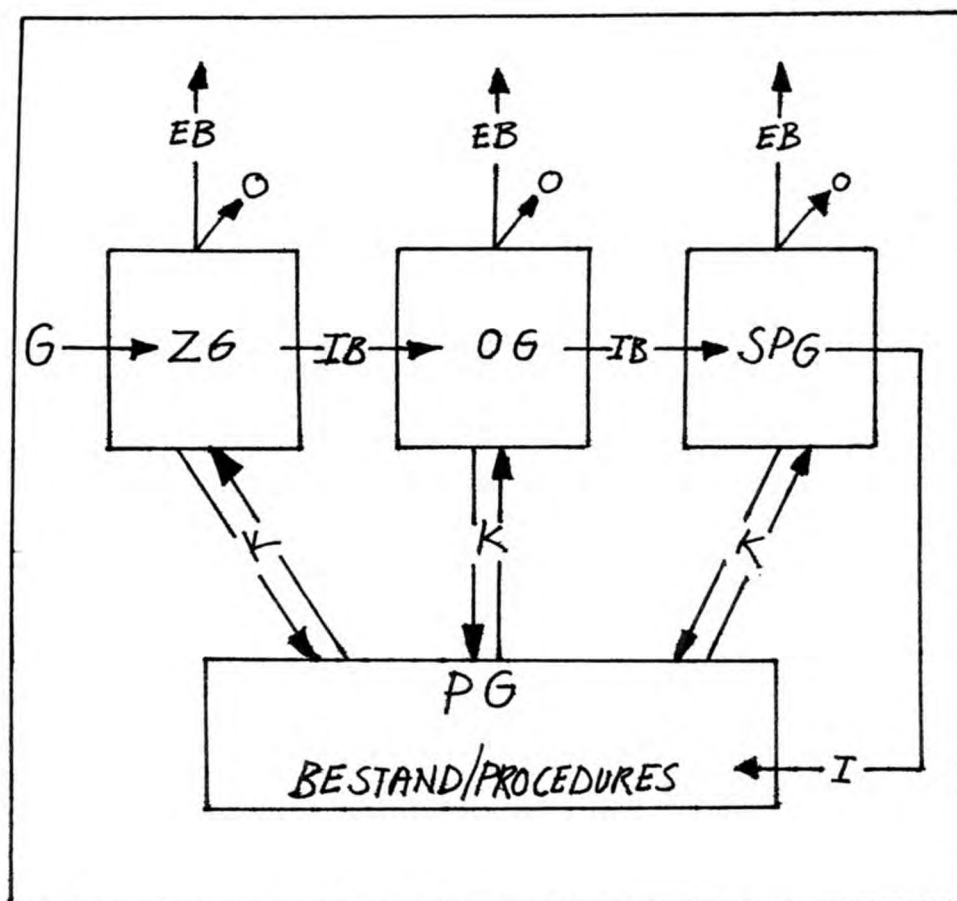 EB EB EB
O O O
G ZG IB OG IB SPG
K K K
PG
BESTAND/PROCEDURES I